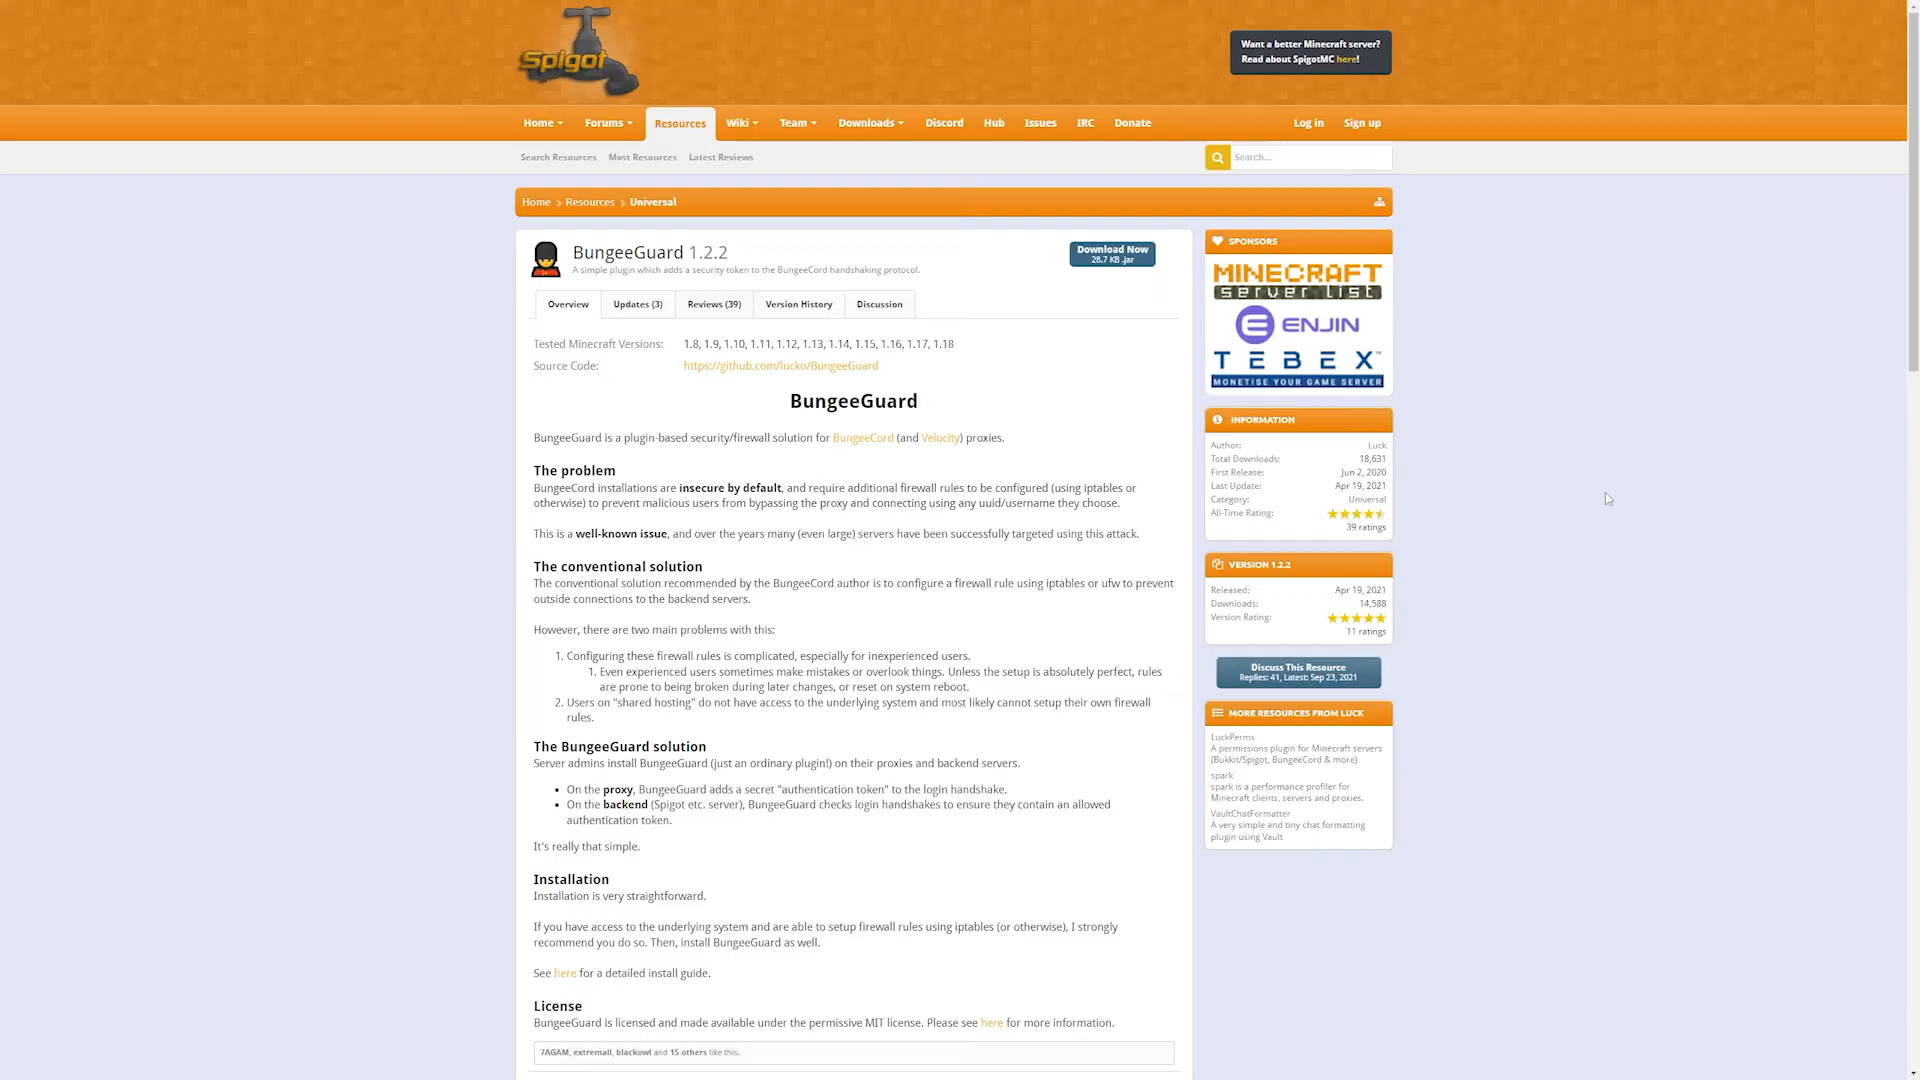 Spigot
Want a better Minecraft server?
Read about SpigotMC here!
Home Forums Resources Wiki Team Downloads Discord Hub Issues IRC Donate Log in Sign up
Search Resources Most Resources Latest Reviews Search...
Home Resources Universal
BungeeGuard 1.2.2
A simple plugin which adds a security token to the BungeeCord handshaking protocol.
Download Now
28.7 KB .jar
Overview Updates (3) Reviews (39) Version History Discussion
Tested Minecraft Versions: 1.8, 1.9, 1.10, 1.11, 1.12, 1.13, 1.14, 1.15, 1.16, 1.17, 1.18
Source Code: https://github.com/lucko/BungeeGuard
BungeeGuard
BungeeGuard is a plugin-based security/firewall solution for BungeeCord (and Velocity) proxies.
The problem
BungeeCord installations are insecure by default, and require additional firewall rules to be configured (using iptables or
otherwise) to prevent malicious users from bypassing the proxy and connecting using any uuid/username they choose.
This is a well-known issue, and over the years many (even large) servers have been successfully targeted using this attack.
The conventional solution
The conventional solution recommended by the BungeeCord author is to configure a firewall rule using iptables or ufw to prevent
outside connections to the backend servers.
However, there are two main problems with this:
1. Configuring these firewall rules is complicated, especially for inexperienced users.
1. Even experienced users sometimes make mistakes or overlook things. Unless the setup is absolutely perfect, rules
are prone to being broken during later changes, or reset on system reboot.
2. Users on "shared hosting" do not have access to the underlying system and most likely cannot setup their own firewall
rules.
The BungeeGuard solution
Server admins install BungeeGuard (just an ordinary plugin!) on their proxies and backend servers.
• On the proxy, BungeeGuard adds a secret "authentication token" to the login handshake.
• On the backend (Spigot etc. server), BungeeGuard checks login handshakes to ensure they contain an allowed
authentication token.
It's really that simple.
Installation
Installation is very straightforward.
If you have access to the underlying system and are able to setup firewall rules using iptables (or otherwise), I strongly
recommend you do so. Then, install BungeeGuard as well.
See here for a detailed install guide.
License
BungeeGuard is licensed and made available under the permissive MIT license. Please see here for more information.
7AGAM, extremall, blackowl and 15 others like this.
SPONSORS
MINECRAFT
server list
ENJIN
TEBEX
MONETISE YOUR GAME SERVER
INFORMATION
Author: Luck
Total Downloads: 18,631
First Release: Jun 2, 2020
Last Update: Apr 19, 2021
Category: Universal
All-Time Rating:
39 ratings
VERSION 1.2.2
Released: Apr 19, 2021
Downloads: 14,588
Version Rating:
11 ratings
Discuss This Resource
Replies: 41, Latest: Sep 23, 2021
MORE RESOURCES FROM LUCK
LuckPerms
A permissions plugin for Minecraft servers
(Bukkit/Spigot, BungeeCord & more)
spark
spark is a performance profiler for
Minecraft clients, servers and proxies.
VaultChatFormatter
A very simple and tiny chat formatting
plugin using Vault